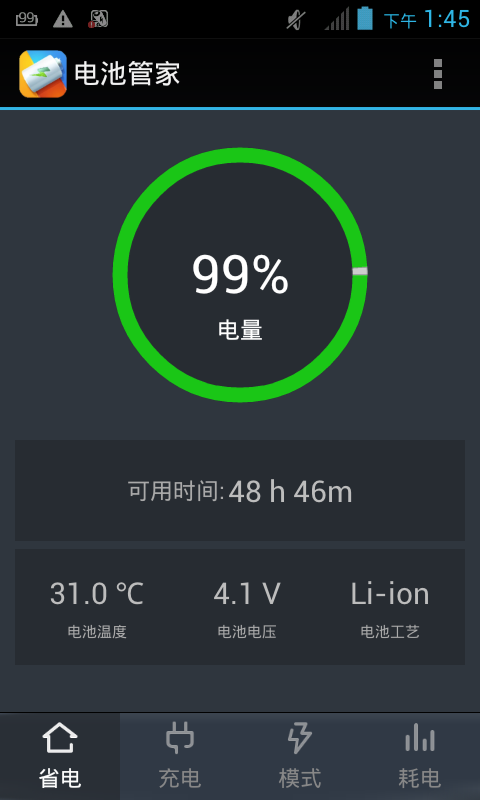 99 下午 1:45
电池管家
99%
电量
可用时间: 48 h 46m
31.0 ℃ 4.1 V Li-ion
电池温度 电池电压 电池工艺
省电 充电 模式 耗电